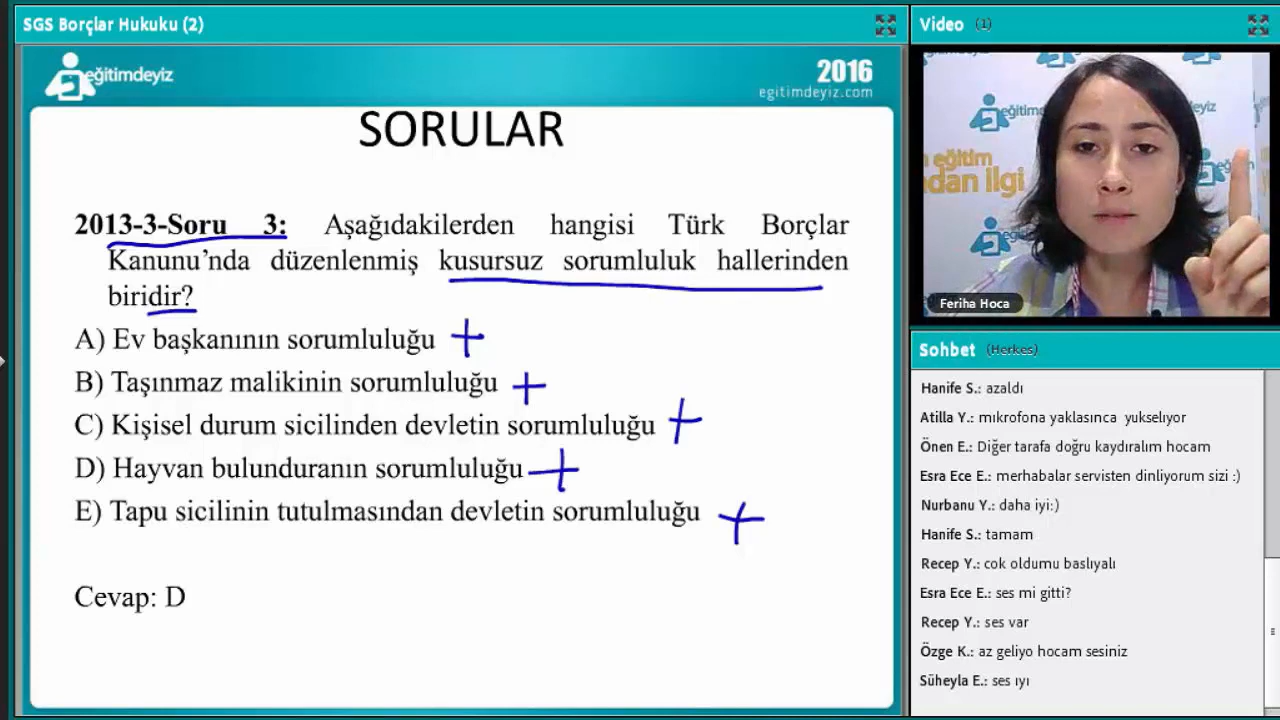 SGS Borçlar Hukuku (2)
eğitimdeyiz
2016
egitimdeyiz.com
SORULAR
2013-3-Soru 3: Aşağıdakilerden hangisi Türk Borçlar
Kanunu’nda düzenlenmiş kusursuz sorumluluk hallerinden
biridir?
A) Ev başkanının sorumluluğu
B) Taşınmaz malikinin sorumluluğu
C) Kişisel durum sicilinden devletin sorumluluğu
D) Hayvan bulunduranın sorumluluğu
E) Tapu sicilinin tutulmasından devletin sorumluluğu
Cevap: D
Video (1)
eğitim
ndan ilgi
Feriha Hoca
Sohbet (Herkes)
Hanife S.: azaldı
Atilla Y.: mıkrofona yaklasınca yukselıyor
Önen E.: Diğer tarafa doğru kaydıralım hocam
Esra Ece E.: merhabalar servisten dinliyorum sizi :)
Nurbanu Y.: daha iyi:)
Hanife S.: tamam
Recep Y.: cok oldumu baslıyalı
Esra Ece E.: ses mi gitti?
Recep Y.: ses var
Özge K.: az geliyo hocam sesiniz
Süheyla E.: ses ıyı